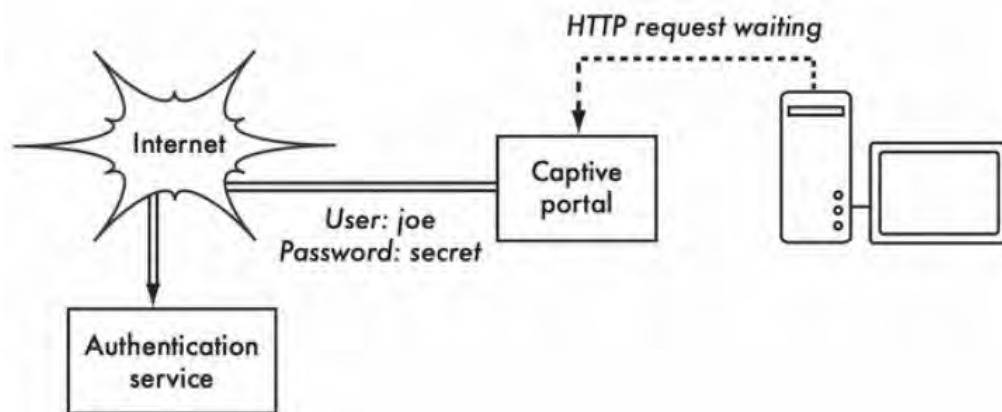 HTTP request waiting
Internet
Captive
portal
User: joe
Password: secret
Authentication
service